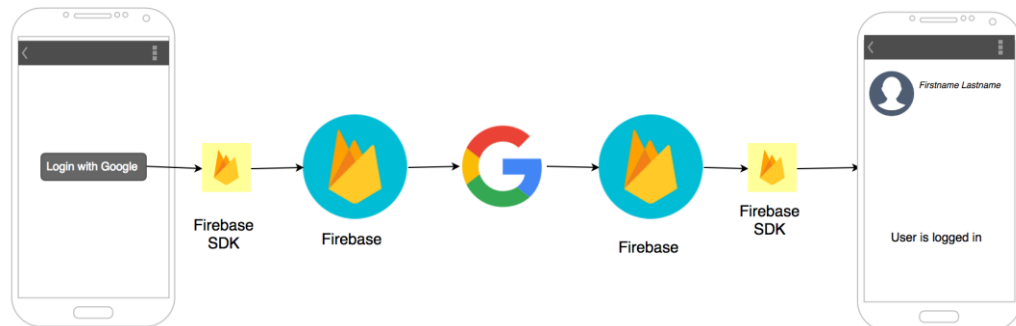 Login with Google
Firebase
SDK
Firebase
Firebase
Firebase
SDK
Firstname Lastname
User is logged in